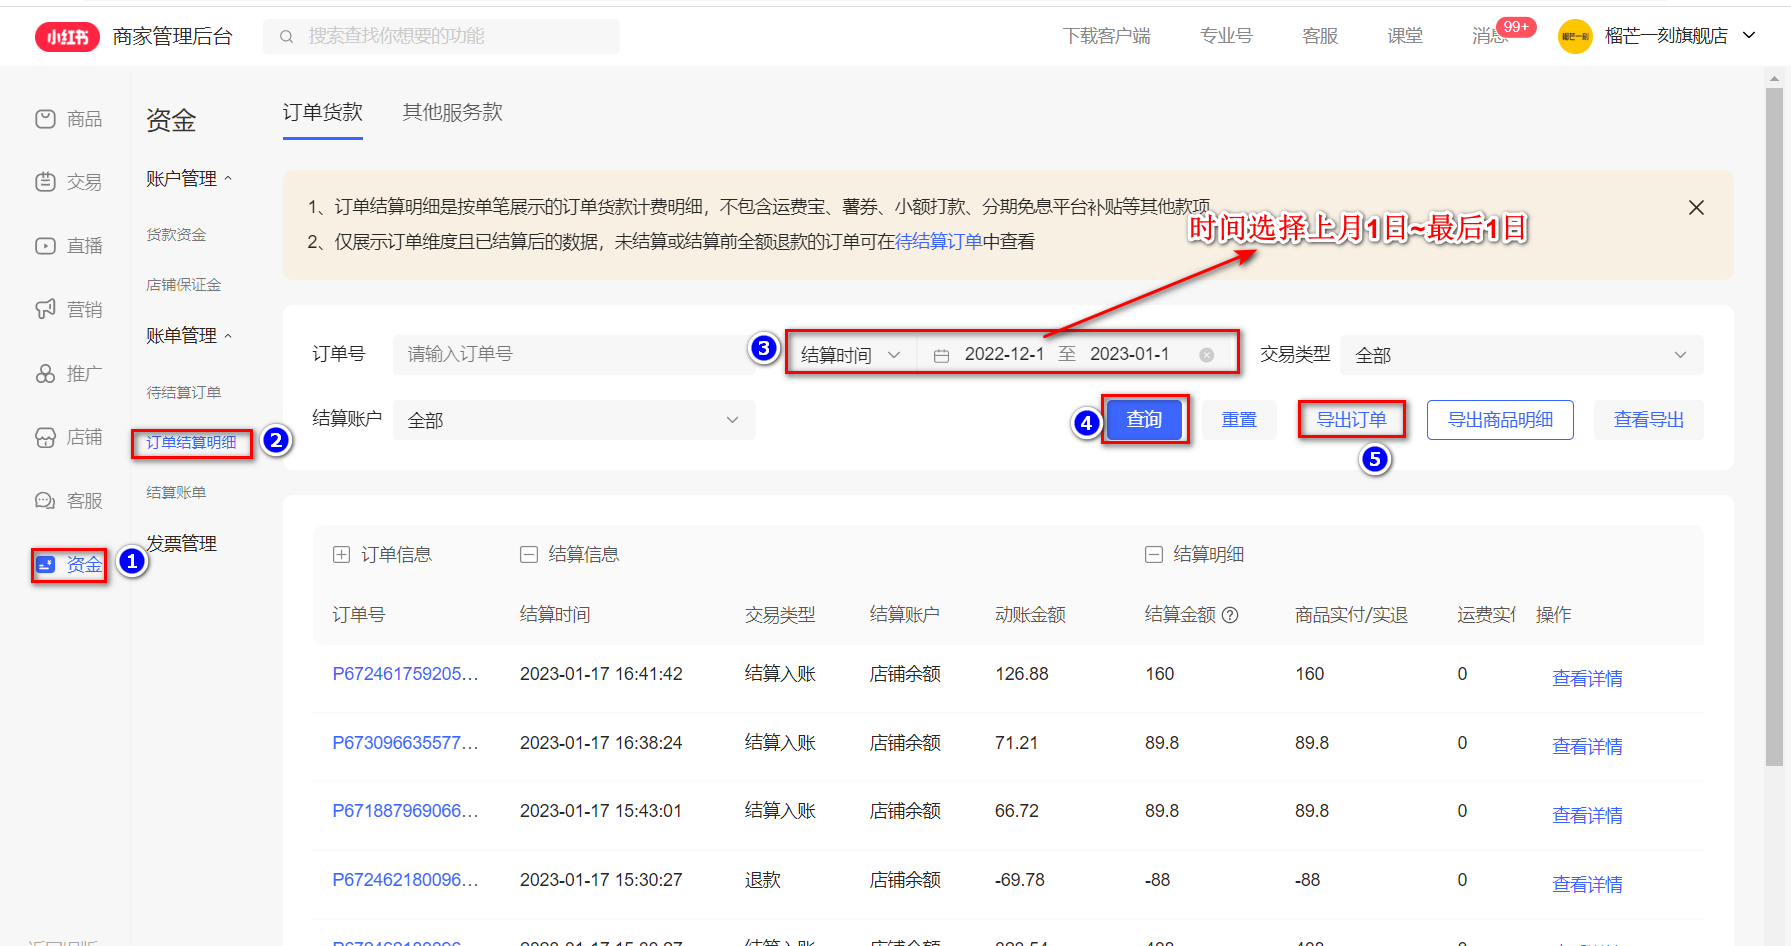 小红书 商家管理后台 搜索查找你想要的功能 下载客户端 专业号 客服 课堂 消息 99+ 榴芒一刻 榴芒一刻旗舰店
商品
交易
直播
营销
推广
店铺
客服
资金 1
资金
账户管理
货款资金
店铺保证金
账单管理
待结算订单
订单结算明细 2
结算账单
发票管理
订单货款 其他服务款
1、订单结算明细是按单笔展示的订单货款计费明细，不包含运费宝、薯券、小额打款、分期免息平台补贴等其他款项
2、仅展示订单维度且已结算后的数据，未结算或结算前全额退款的订单可在待结算订单中查看
时间选择上月1日~最后1日
订单号 请输入订单号 3 结算时间 2022-12-1 至 2023-01-1 交易类型 全部
结算账户 全部 4 查询 重置 导出订单 导出商品明细 查看导出
5
订单信息 结算信息 结算明细
订单号 结算时间 交易类型 结算账户 动账金额 结算金额 ? 商品实付/实退 运费实付 操作
P672461759205... 2023-01-17 16:41:42 结算入账 店铺余额 126.88 160 160 0 查看详情
P673096635577... 2023-01-17 16:38:24 结算入账 店铺余额 71.21 89.8 89.8 0 查看详情
P671887969066... 2023-01-17 15:43:01 结算入账 店铺余额 66.72 89.8 89.8 0 查看详情
P672462180096... 2023-01-17 15:30:27 退款 店铺余额 -69.78 -88 -88 0 查看详情